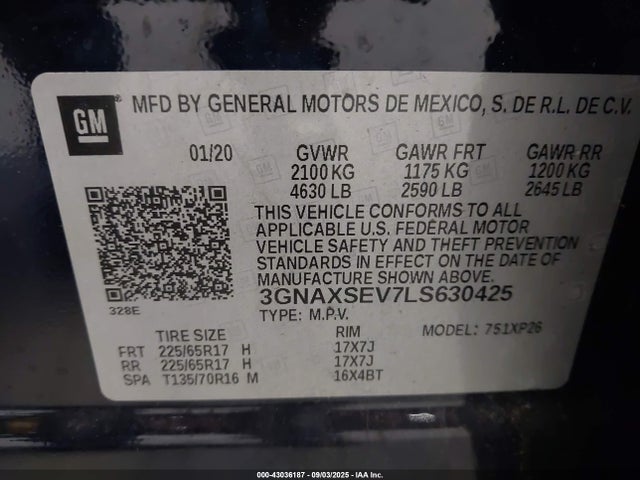 GM
MFD BY GENERAL MOTORS DE MEXICO, S. DE R.L. DE C.V.
01/20 GVWR GAWR FRT GAWR RR
2100 KG 1175 KG 1200 KG
4630 LB 2590 LB 2645 LB
THIS VEHICLE CONFORMS TO ALL
APPLICABLE U.S. FEDERAL MOTOR
VEHICLE SAFETY AND THEFT PREVENTION
STANDARDS IN EFFECT ON THE DATE OF
MANUFACTURE SHOWN ABOVE.
3GNAXSEV7LS630425
328E TYPE: M.P.V. MODEL: 751XP26
TIRE SIZE RIM
FRT 225/65R17 H 17X7J
RR 225/65R17 H 17X7J
SPA T135/70R16 M 16X4BT
000-43036187 - 09/03/2025 - IAA Inc.